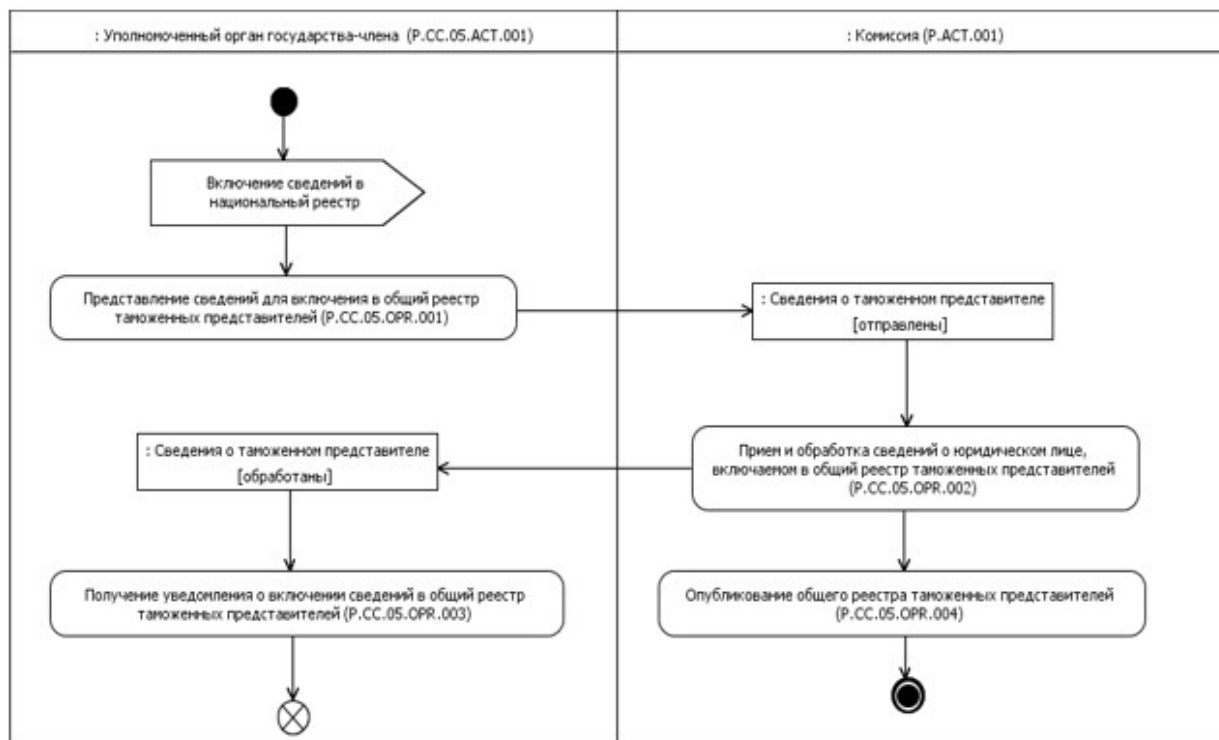 : Уполномоченный орган государства-члена (P.CC.05.ACT.001)
: Комиссия (P.ACT.001)
Включение сведений в
национальный реестр
Представление сведений для включения в общий реестр
таможенных представителей (P.CC.05.OPR.001)
: Сведения о таможенном представителе
[отправлены]
Прием и обработка сведений о юридическом лице,
включаемом в общий реестр таможенных представителей
(P.CC.05.OPR.002)
: Сведения о таможенном представителе
[обработаны]
Получение уведомления о включении сведений в общий реестр
таможенных представителей (P.CC.05.OPR.003)
Опубликование общего реестра таможенных представителей
(P.CC.05.OPR.004)